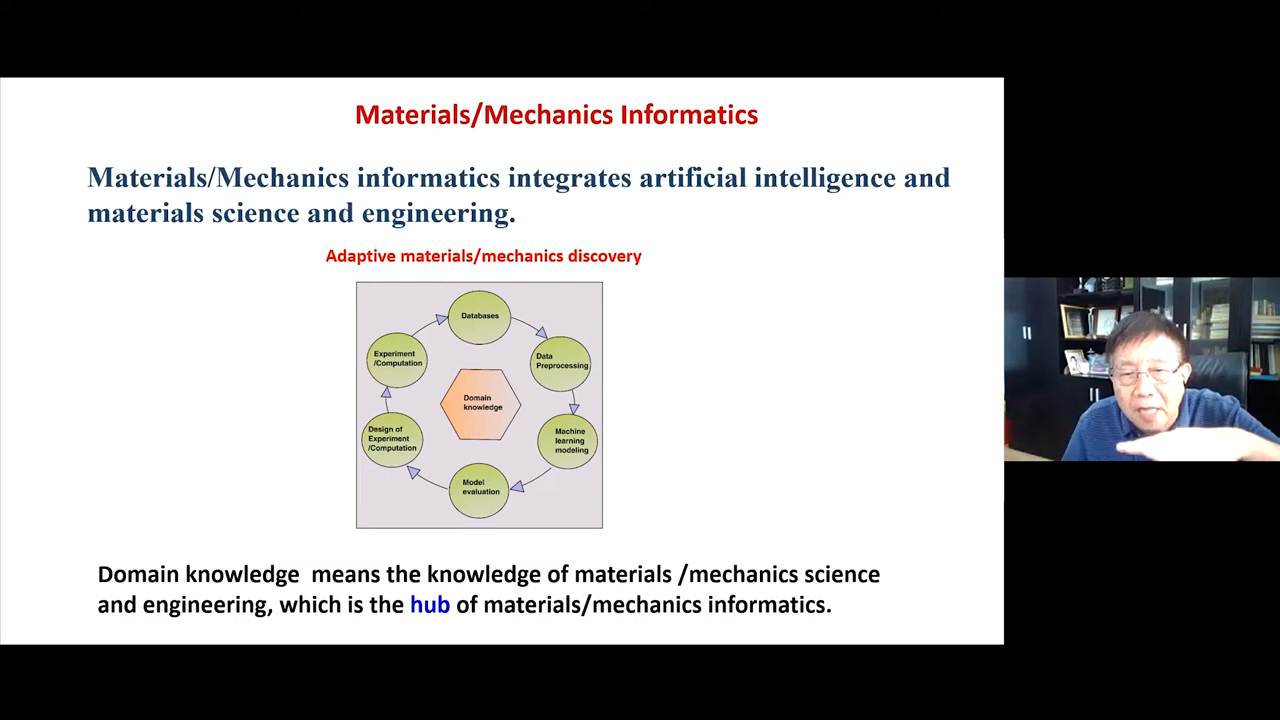 Materials/Mechanics Informatics
Materials/Mechanics informatics integrates artificial intelligence and
materials science and engineering.
Adaptive materials/mechanics discovery
Databases
Data
Preprocessing
Machine
learning
modeling
Model
evaluation
Design of
Experiment
/Computation
Experiment
/Computation
Domain
knowledge
Domain knowledge  means the knowledge of materials /mechanics science
and engineering, which is the hub of materials/mechanics informatics.